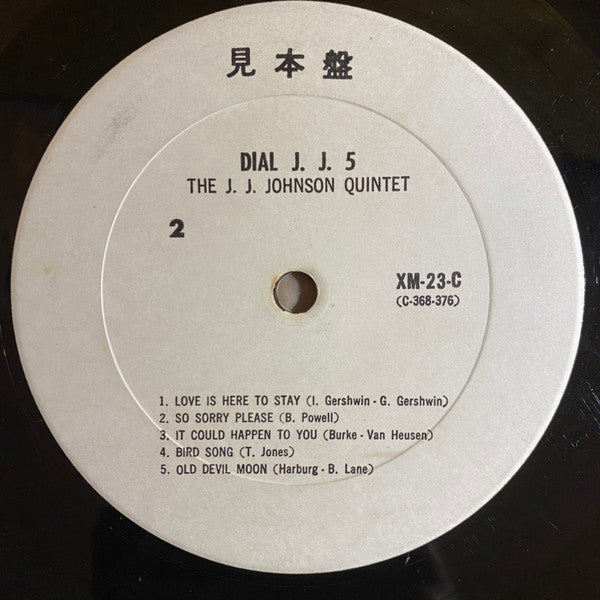 見本盤
DIAL J. J. 5
THE J. J. JOHNSON QUINTET
2
XM-23-C
(C-368-376)
1. LOVE IS HERE TO STAY (I. Gershwin - G. Gershwin)
2. SO SORRY PLEASE (B. Powell)
3. IT COULD HAPPEN TO YOU (Burke - Van Heusen)
4. BIRD SONG (T. Jones)
5. OLD DEVIL MOON (Harburg - B. Lane)